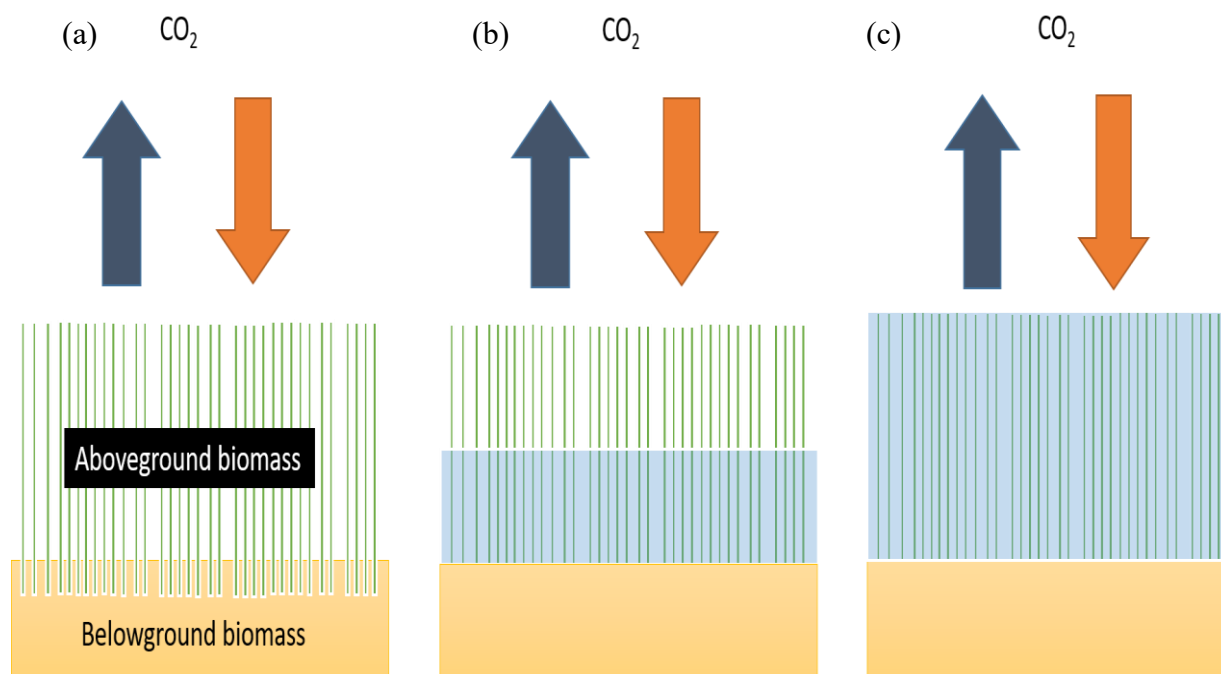 (a) CO₂
(b) CO₂
(c) CO₂
Aboveground biomass
Belowground biomass